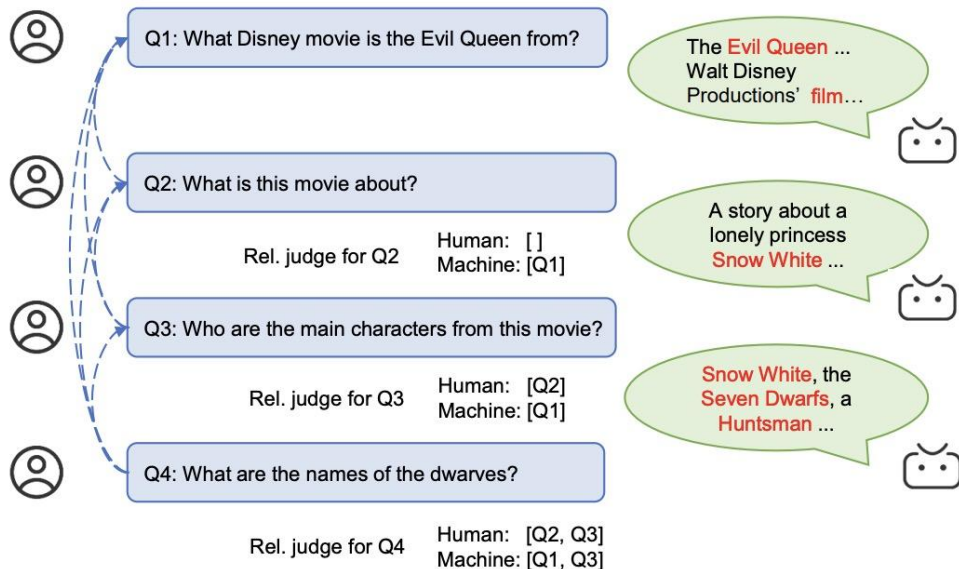 Q1: What Disney movie is the Evil Queen from?
The Evil Queen ...
Walt Disney
Productions' film...
Q2: What is this movie about?
Rel. judge for Q2
Human: [ ]
Machine: [Q1]
A story about a
lonely princess
Snow White ...
Q3: Who are the main characters from this movie?
Rel. judge for Q3
Human: [Q2]
Machine: [Q1]
Snow White, the
Seven Dwarfs, a
Huntsman ...
Q4: What are the names of the dwarves?
Rel. judge for Q4
Human: [Q2, Q3]
Machine: [Q1, Q3]